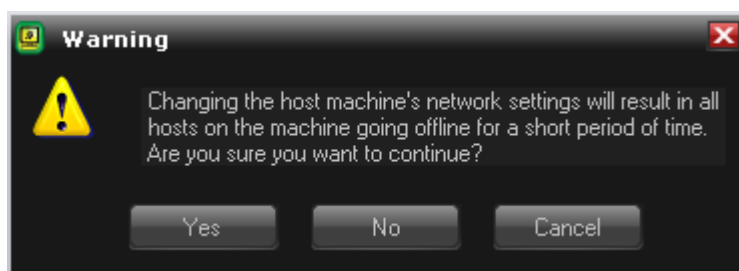 Warning
Changing the host machine's network settings will result in all
hosts on the machine going offline for a short period of time.
Are you sure you want to continue?
Yes No Cancel